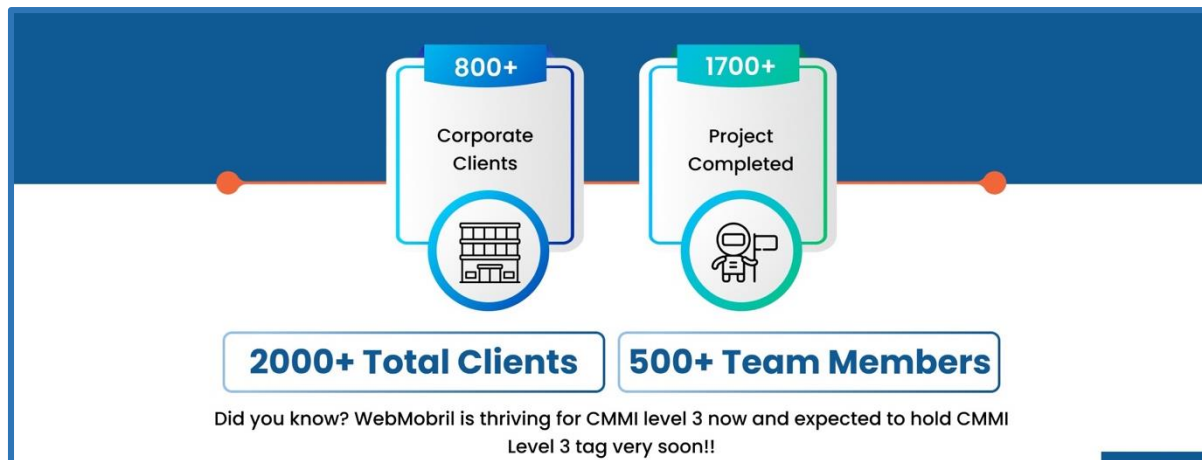 800+
Corporate
Clients
1700+
Project
Completed
2000+ Total Clients
500+ Team Members
Did you know? WebMobril is thriving for CMMI level 3 now and expected to hold CMMI
Level 3 tag very soon!!